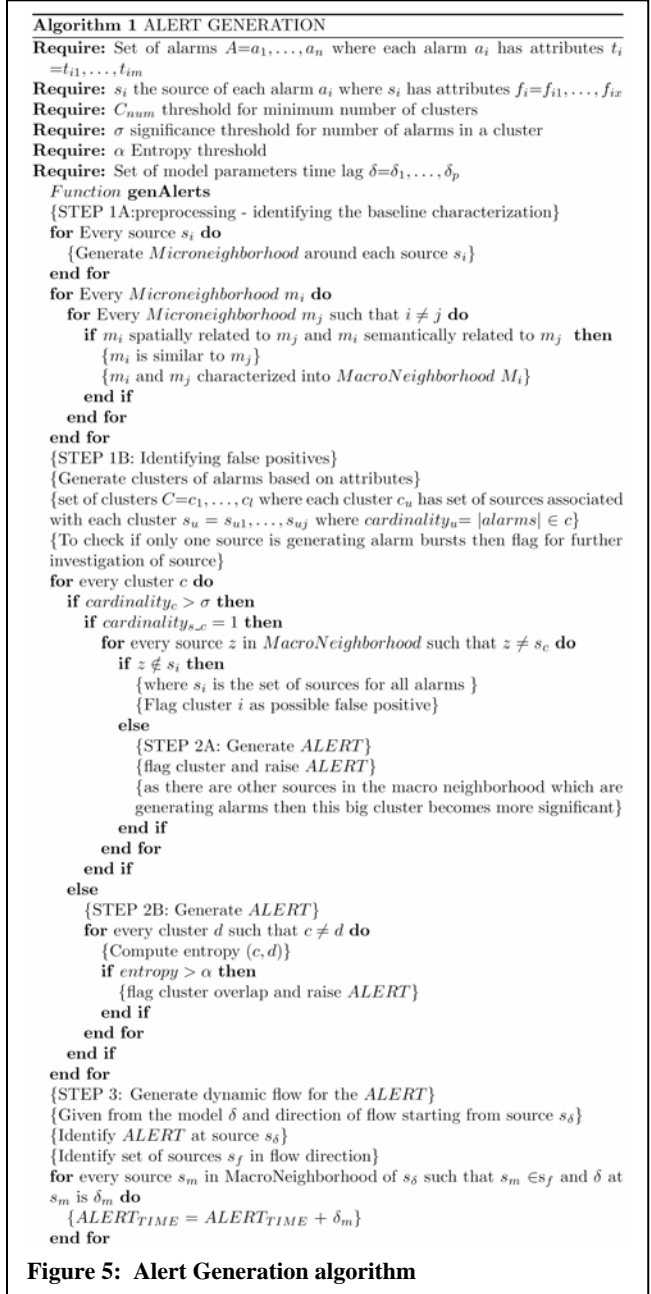 Algorithm 1 ALERT GENERATION
Require: Set of alarms A=a₁,...,aₙ where each alarm aᵢ has attributes tᵢ
=tᵢ₁,...,tᵢₘ
Require: sᵢ the source of each alarm aᵢ where sᵢ has attributes fᵢ=fᵢ₁,...,fᵢₓ
Require: C_num threshold for minimum number of clusters
Require: σ significance threshold for number of alarms in a cluster
Require: α Entropy threshold
Require: Set of model parameters time lag δ=δ₁,...,δₚ
Function genAlerts
{STEP 1A:preprocessing - identifying the baseline characterization}
for Every source sᵢ do
{Generate Microneighborhood around each source sᵢ}
end for
for Every Microneighborhood mᵢ do
for Every Microneighborhood mⱼ such that i ≠ j do
if mᵢ spatially related to mⱼ and mᵢ semantically related to mⱼ then
{mᵢ is similar to mⱼ}
{mᵢ and mⱼ characterized into MacroNeighborhood Mᵢ}
end if
end for
end for
{STEP 1B: Identifying false positives}
{Generate clusters of alarms based on attributes}
{set of clusters C=c₁,...,cₗ where each cluster cᵤ has set of sources associated
with each cluster sᵤ = sᵤ₁,...,sᵤⱼ where cardinalityᵤ= |alarms| ∈ c}
{To check if only one source is generating alarm bursts then flag for further
investigation of source}
for every cluster c do
if cardinality_c > σ then
if cardinality_{s_c} = 1 then
for every source z in MacroNeighborhood such that z ≠ s_c do
if z ∉ sᵢ then
{where sᵢ is the set of sources for all alarms }
{Flag cluster i as possible false positive}
else
{STEP 2A: Generate ALERT}
{flag cluster and raise ALERT}
{as there are other sources in the macro neighborhood which are
generating alarms then this big cluster becomes more significant}
end if
end for
end if
else
{STEP 2B: Generate ALERT}
for every cluster d such that c ≠ d do
{Compute entropy (c, d)}
if entropy > α then
{flag cluster overlap and raise ALERT}
end if
end for
end if
end for
{STEP 3: Generate dynamic flow for the ALERT}
{Given from the model δ and direction of flow starting from source s_δ}
{Identify ALERT at source s_δ}
{Identify set of sources s_f in flow direction}
for every source sₘ in MacroNeighborhood of s_δ such that sₘ ∈s_f and δ at
sₘ is δₘ do
{ALERT_TIME = ALERT_TIME + δₘ}
end for
Figure 5: Alert Generation algorithm